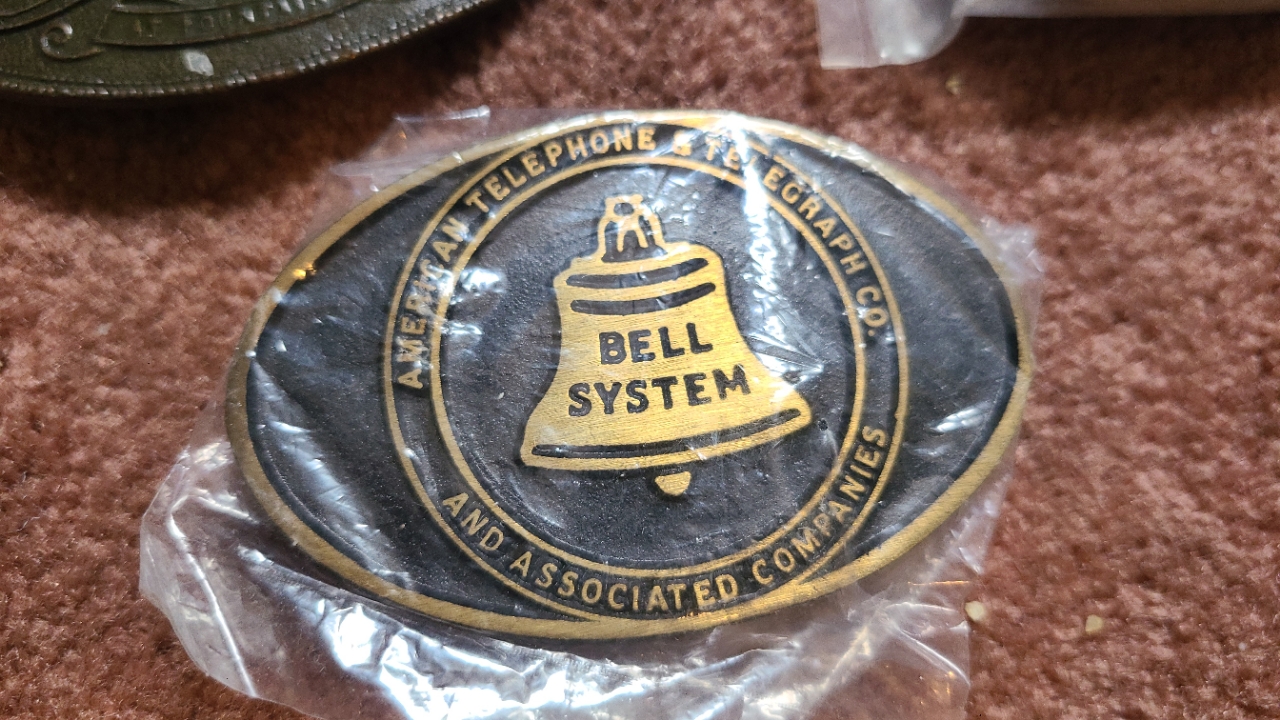 AMERICAN TELEPHONE & TELEGRAPH CO.
BELL
SYSTEM
AND ASSOCIATED COMPANIES